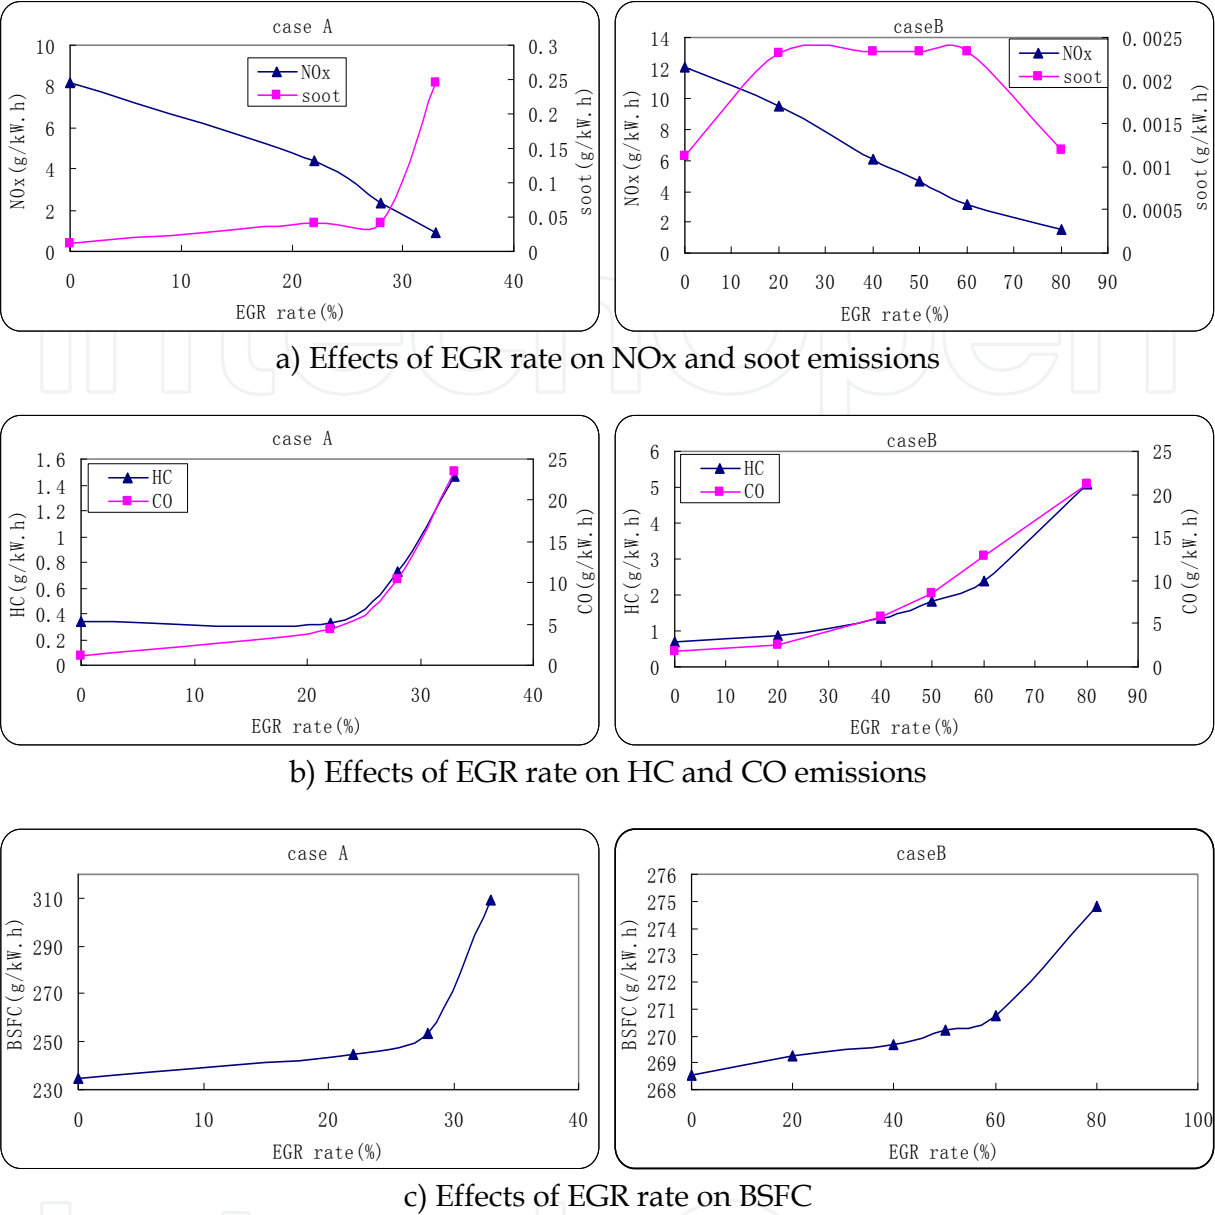 case A
10
8
6
4
2
0
NOx(g/kW.h)
NOx
soot
0.3
0.25
0.2
0.15
0.1
0.05
0
soot(g/kW.h)
0 10 20 30 40
EGR rate(%)
caseB
14
12
10
8
6
4
2
0
NOx(g/kW.h)
NOx
soot
0.0025
0.002
0.0015
0.001
0.0005
0
soot(g/kW.h)
0 10 20 30 40 50 60 70 80 90
EGR rate(%)
a) Effects of EGR rate on NOx and soot emissions
case A
1.6
1.4
1.2
1
0.8
0.6
0.4
0.2
0
HC(g/kW.h)
HC
CO
25
20
15
10
5
0
CO(g/kW.h)
0 10 20 30 40
EGR rate(%)
caseB
6
5
4
3
2
1
0
HC(g/kW.h)
HC
CO
25
20
15
10
5
0
CO(g/kW.h)
0 10 20 30 40 50 60 70 80 90
EGR rate(%)
b) Effects of EGR rate on HC and CO emissions
case A
310
290
270
250
230
BSFC(g/kW.h)
0 10 20 30 40
EGR rate(%)
caseB
276
275
274
273
272
271
270
269
268
BSFC(g/kW.h)
0 20 40 60 80 100
EGR rate(%)
c) Effects of EGR rate on BSFC
IntechOpen